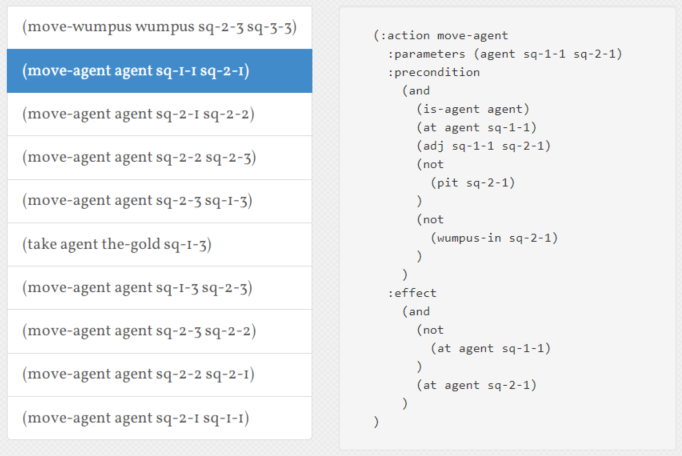 (move-wumpus wumpus sq-2-3 sq-3-3)
(move-agent agent sq-1-1 sq-2-1)
(move-agent agent sq-2-1 sq-2-2)
(move-agent agent sq-2-2 sq-2-3)
(move-agent agent sq-2-3 sq-1-3)
(take agent the-gold sq-1-3)
(move-agent agent sq-1-3 sq-2-3)
(move-agent agent sq-2-3 sq-2-2)
(move-agent agent sq-2-2 sq-2-1)
(move-agent agent sq-2-1 sq-1-1)
(:action move-agent
  :parameters (agent sq-1-1 sq-2-1)
  :precondition
    (and
      (is-agent agent)
      (at agent sq-1-1)
      (adj sq-1-1 sq-2-1)
      (not
        (pit sq-2-1)
      )
      (not
        (wumpus-in sq-2-1)
      )
    )
  :effect
    (and
      (not
        (at agent sq-1-1)
      )
      (at agent sq-2-1)
    )
)